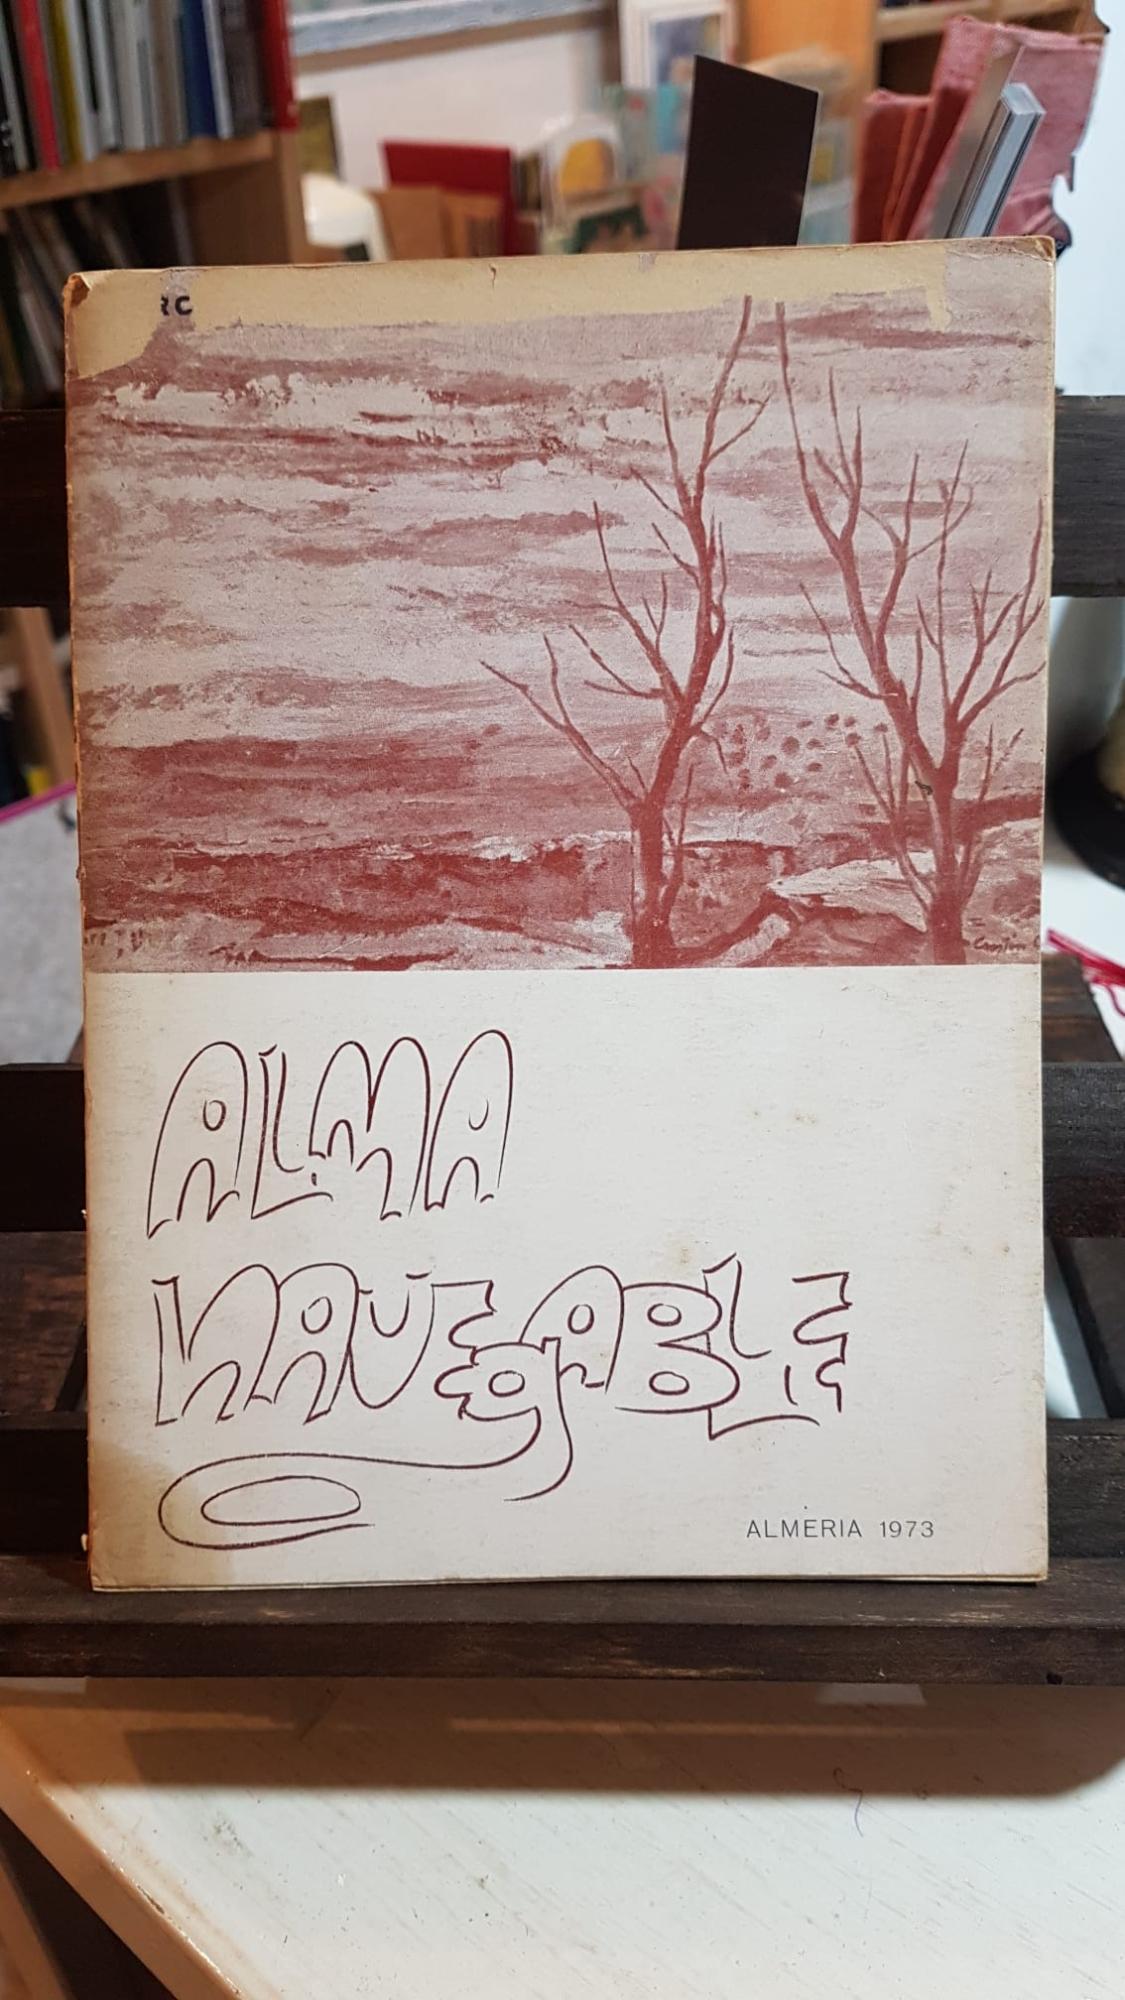 RC
ALMA
NAVEgABLE
ALMERIA 1973